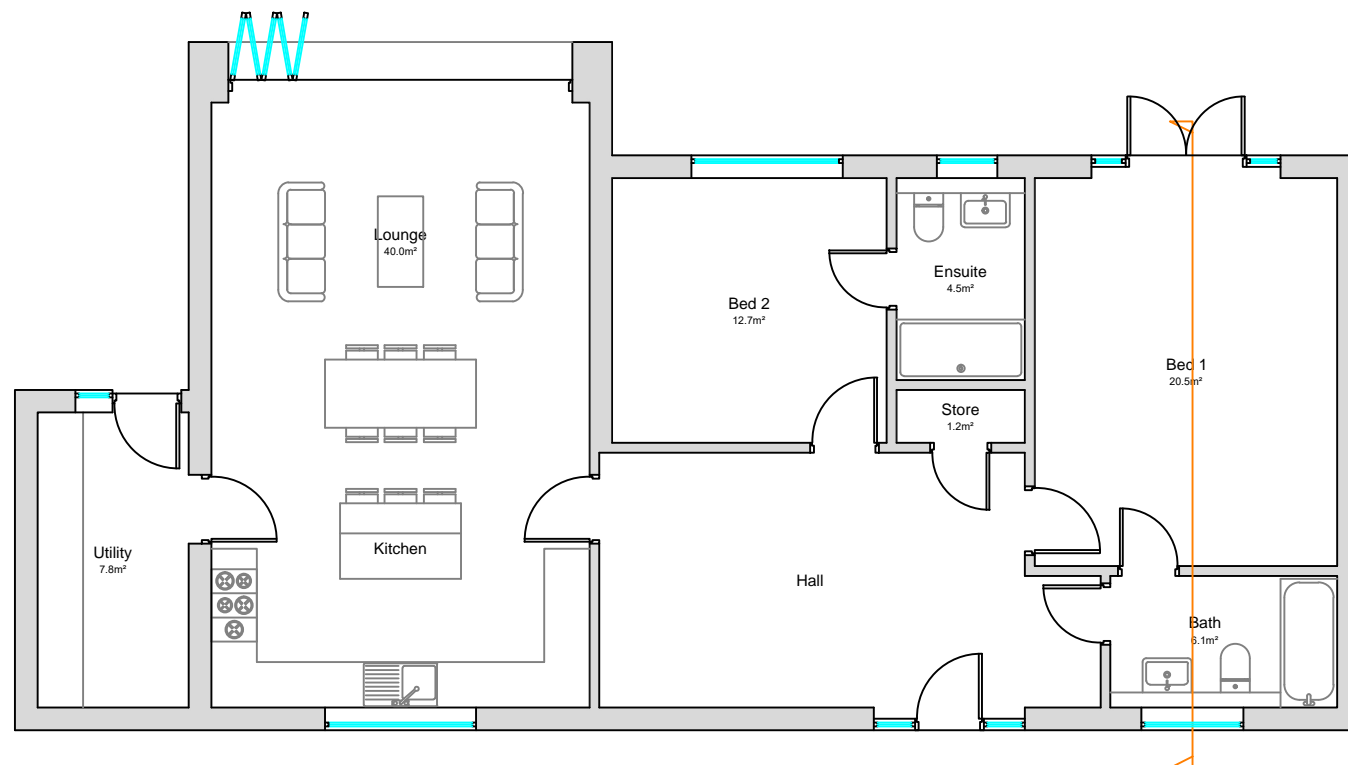 Lounge
40.0m²
Ensuite
4.5m²
Bed 2
12.7m²
Bed 1
20.5m²
Store
1.2m²
Utility
7.8m²
Kitchen
Hall
Bath
6.1m²